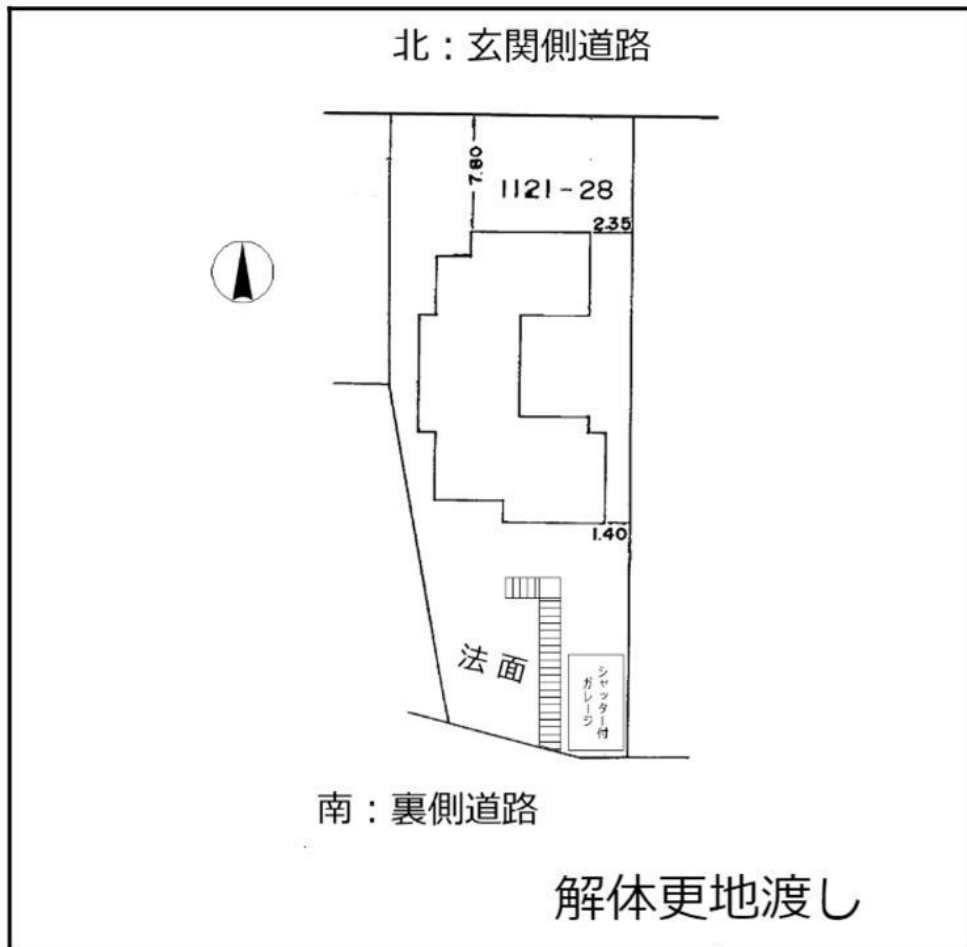 北：玄関側道路
7.80
1121-28
2.35
1.40
法面
シャッター付
ガレージ
南：裏側道路
解体更地渡し